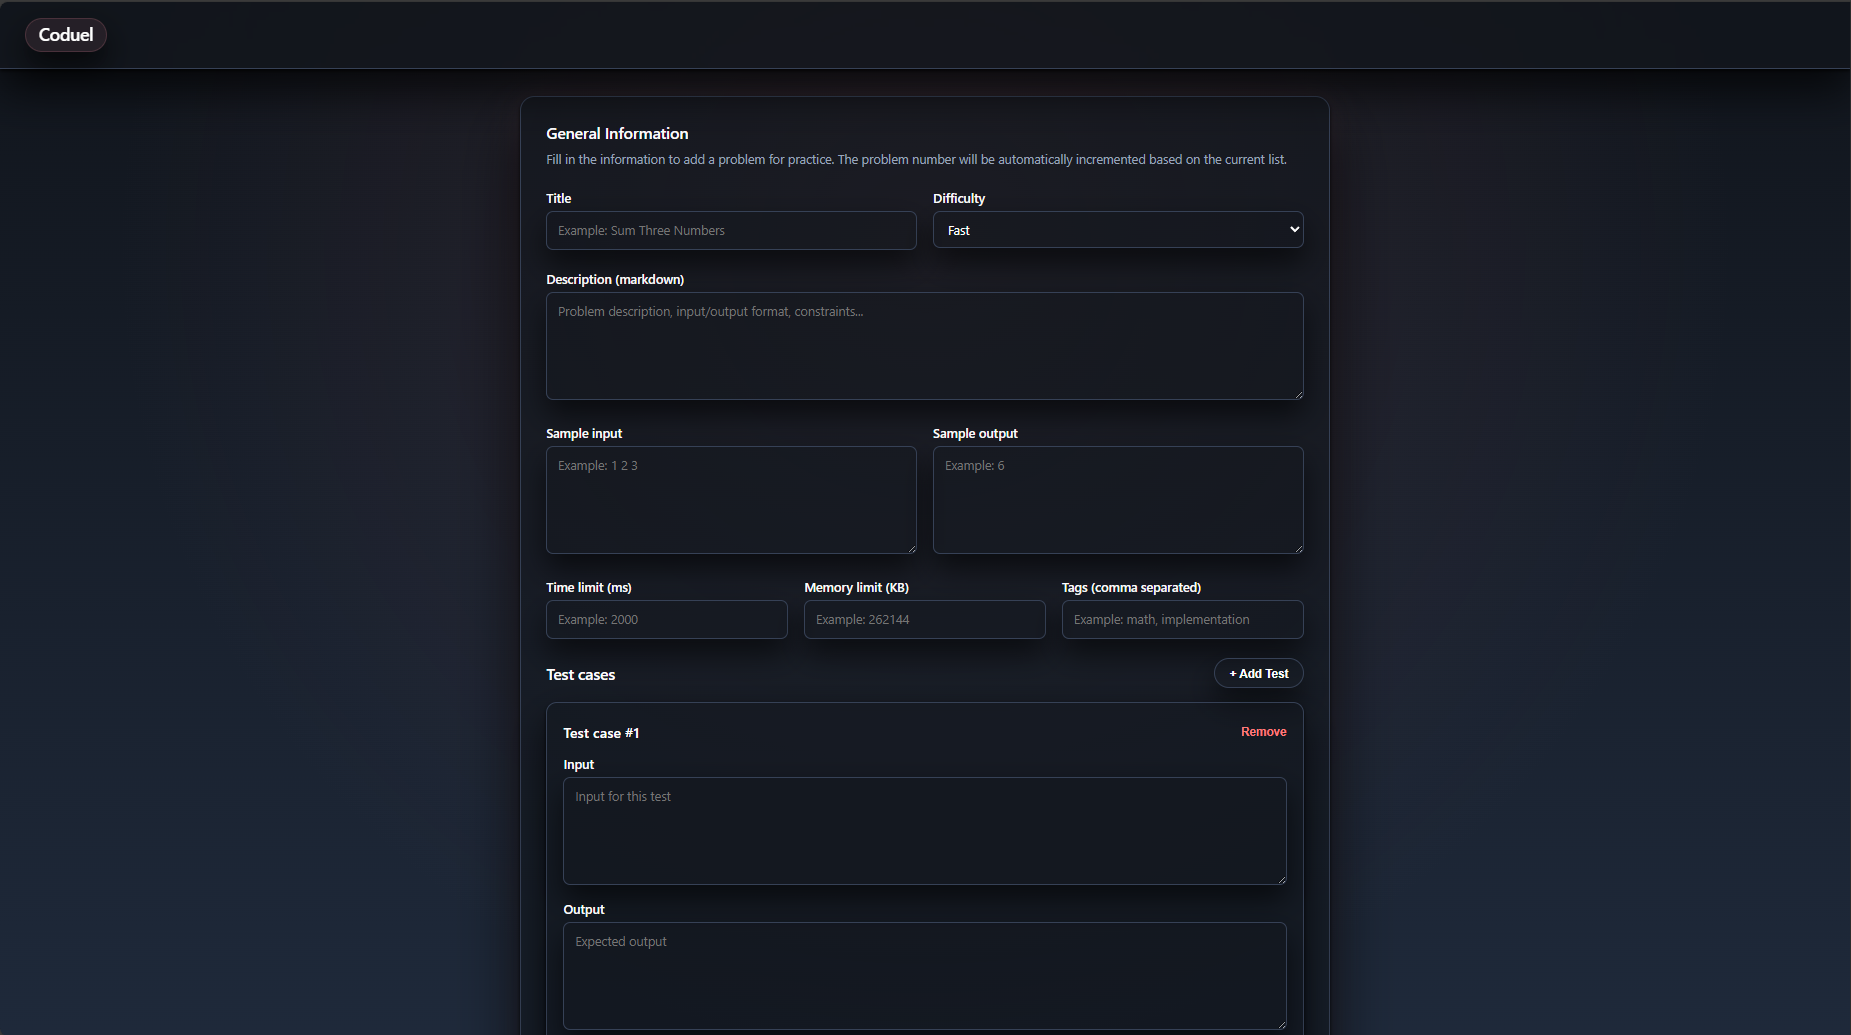 Coduel
General Information
Fill in the information to add a problem for practice. The problem number will be automatically incremented based on the current list.
Title
Difficulty
Example: Sum Three Numbers
Fast
Description (markdown)
Problem description, input/output format, constraints...
Sample input
Sample output
Example: 1 2 3
Example: 6
Time limit (ms)
Memory limit (KB)
Tags (comma separated)
Example: 2000
Example: 262144
Example: math, implementation
Test cases
+ Add Test
Test case #1
Remove
Input
Input for this test
Output
Expected output